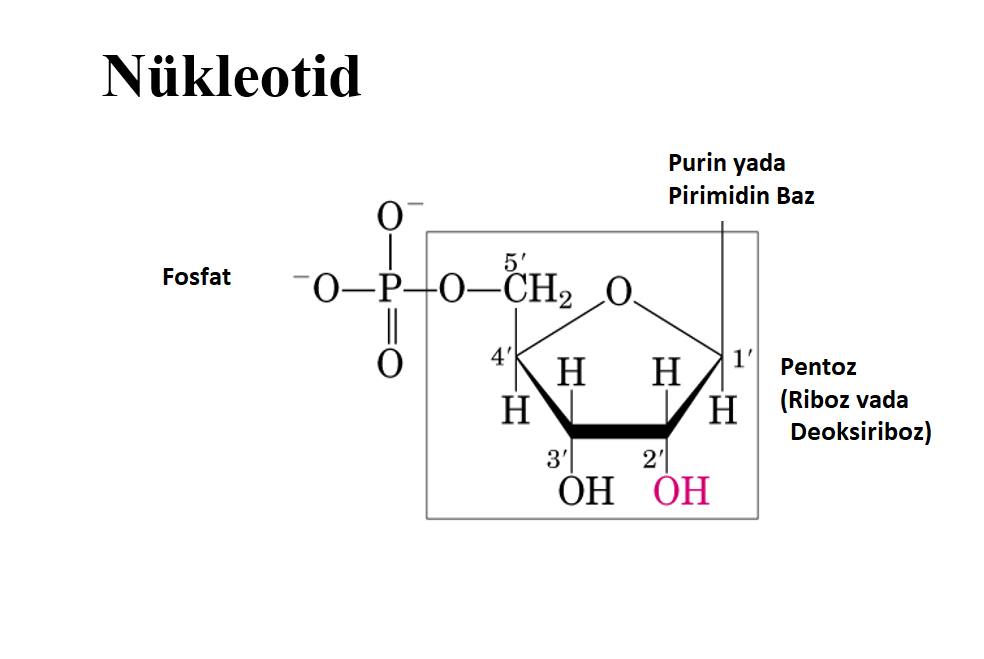 Nükleotid
Purin yada
Pirimidin Baz
Fosfat
O⁻
⁻O—P—O—CH₂
5′
O
O
4′
1′
H
H
H
H
3′
2′
OH
OH
Pentoz
(Riboz vada
Deoksiriboz)